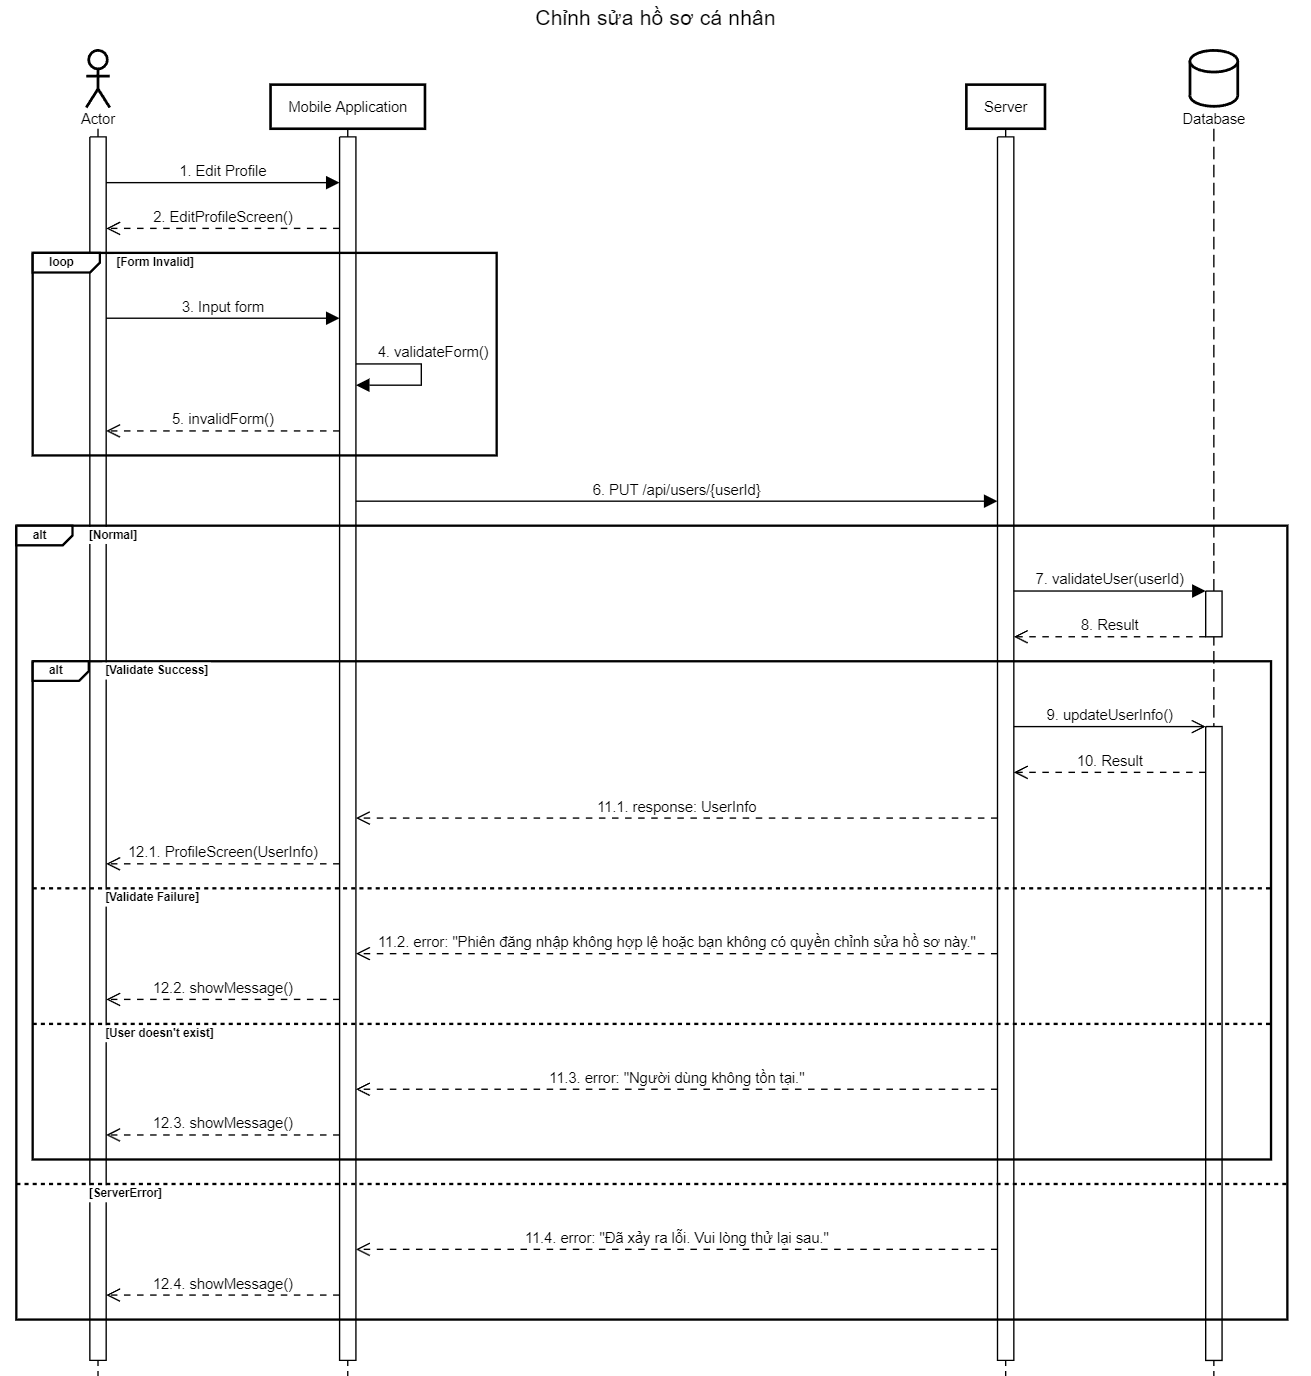 Chỉnh sửa hồ sơ cá nhân
Actor
Mobile Application
Server
Database
1. Edit Profile
2. EditProfileScreen()
loop
[Form Invalid]
3. Input form
4. validateForm()
5. invalidForm()
6. PUT /api/users/{userId}
alt
[Normal]
7. validateUser(userId)
8. Result
alt
[Validate Success]
9. updateUserInfo()
10. Result
11.1. response: UserInfo
12.1. ProfileScreen(UserInfo)
[Validate Failure]
11.2. error: "Phiên đăng nhập không hợp lệ hoặc bạn không có quyền chỉnh sửa hồ sơ này."
12.2. showMessage()
[User doesn't exist]
11.3. error: "Người dùng không tồn tại."
12.3. showMessage()
[ServerError]
11.4. error: "Đã xảy ra lỗi. Vui lòng thử lại sau."
12.4. showMessage()